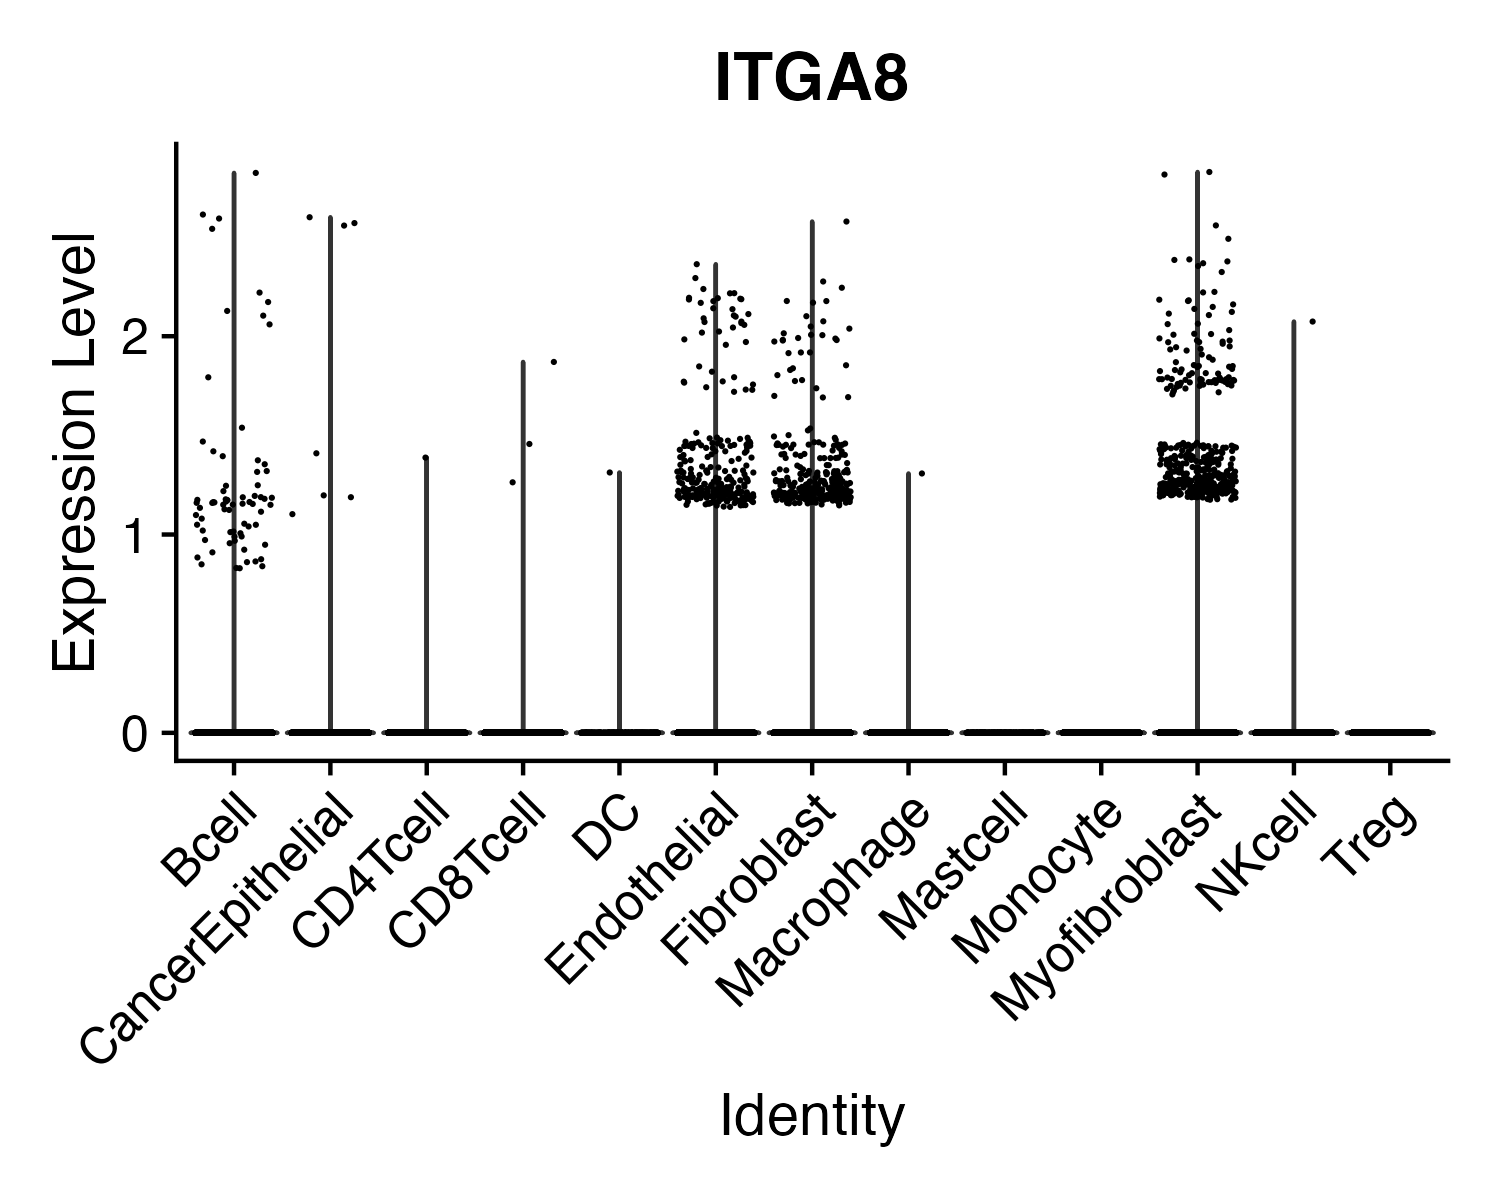 ITGA8
Expression Level
2
1
0
Bcell
CancerEpithelial
CD4Tcell
CD8Tcell
DC
Endothelial
Fibroblast
Macrophage
Mastcell
Monocyte
Myofibroblast
NKcell
Treg
Identity